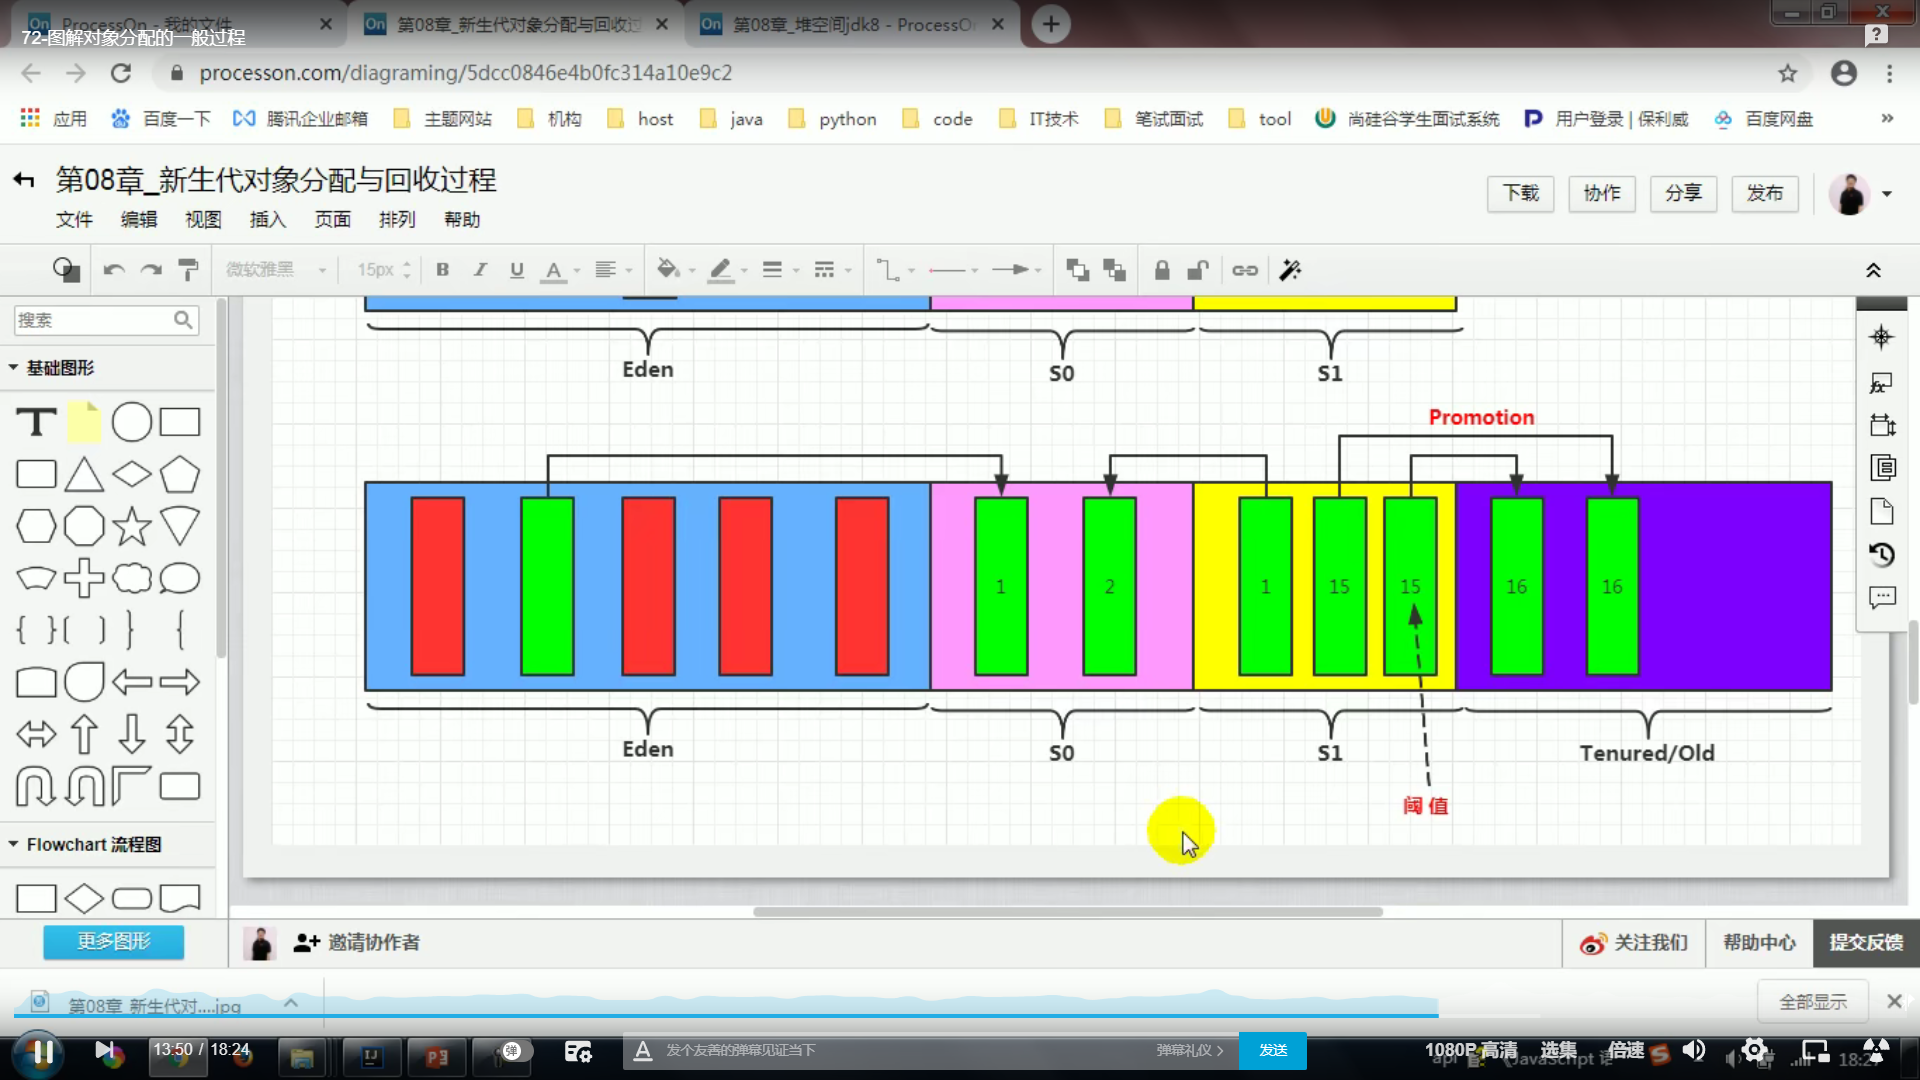 ProcessOn - 我的文件
第08章_新生代对象分配与回收过
第08章_堆空间jdk8 - ProcessOn
72-图解对象分配的一般过程
processon.com/diagraming/5dcc0846e4b0fc314a10e9c2
应用 百度一下 腾讯企业邮箱 主题网站 机构 host java python code IT技术 笔试面试 tool 尚硅谷学生面试系统 用户登录 | 保利威 百度网盘 »
第08章_新生代对象分配与回收过程
下载 协作 分享 发布
文件 编辑 视图 插入 页面 排列 帮助
微软雅黑 15px B I U A
搜索
基础图形
T
Eden S0 S1
Promotion
1 2 1 15 15 16 16
Eden S0 S1 Tenured/Old
阈值
Flowchart 流程图
更多图形
邀请协作者
关注我们 帮助中心 提交反馈
第08章_新生代对....jpg
全部显示
13:50 / 18:24
弹
发个友善的弹幕见证当下
弹幕礼仪 >
发送
1080P 高清 选集 倍速